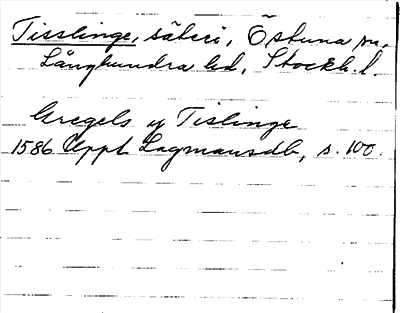 Tisslinge, säteri, Östuna sn.
Långhundra hd, Stockh. l.
Gregels y Tislinge
1586 Uppl. Lagmansdb, s. 100.